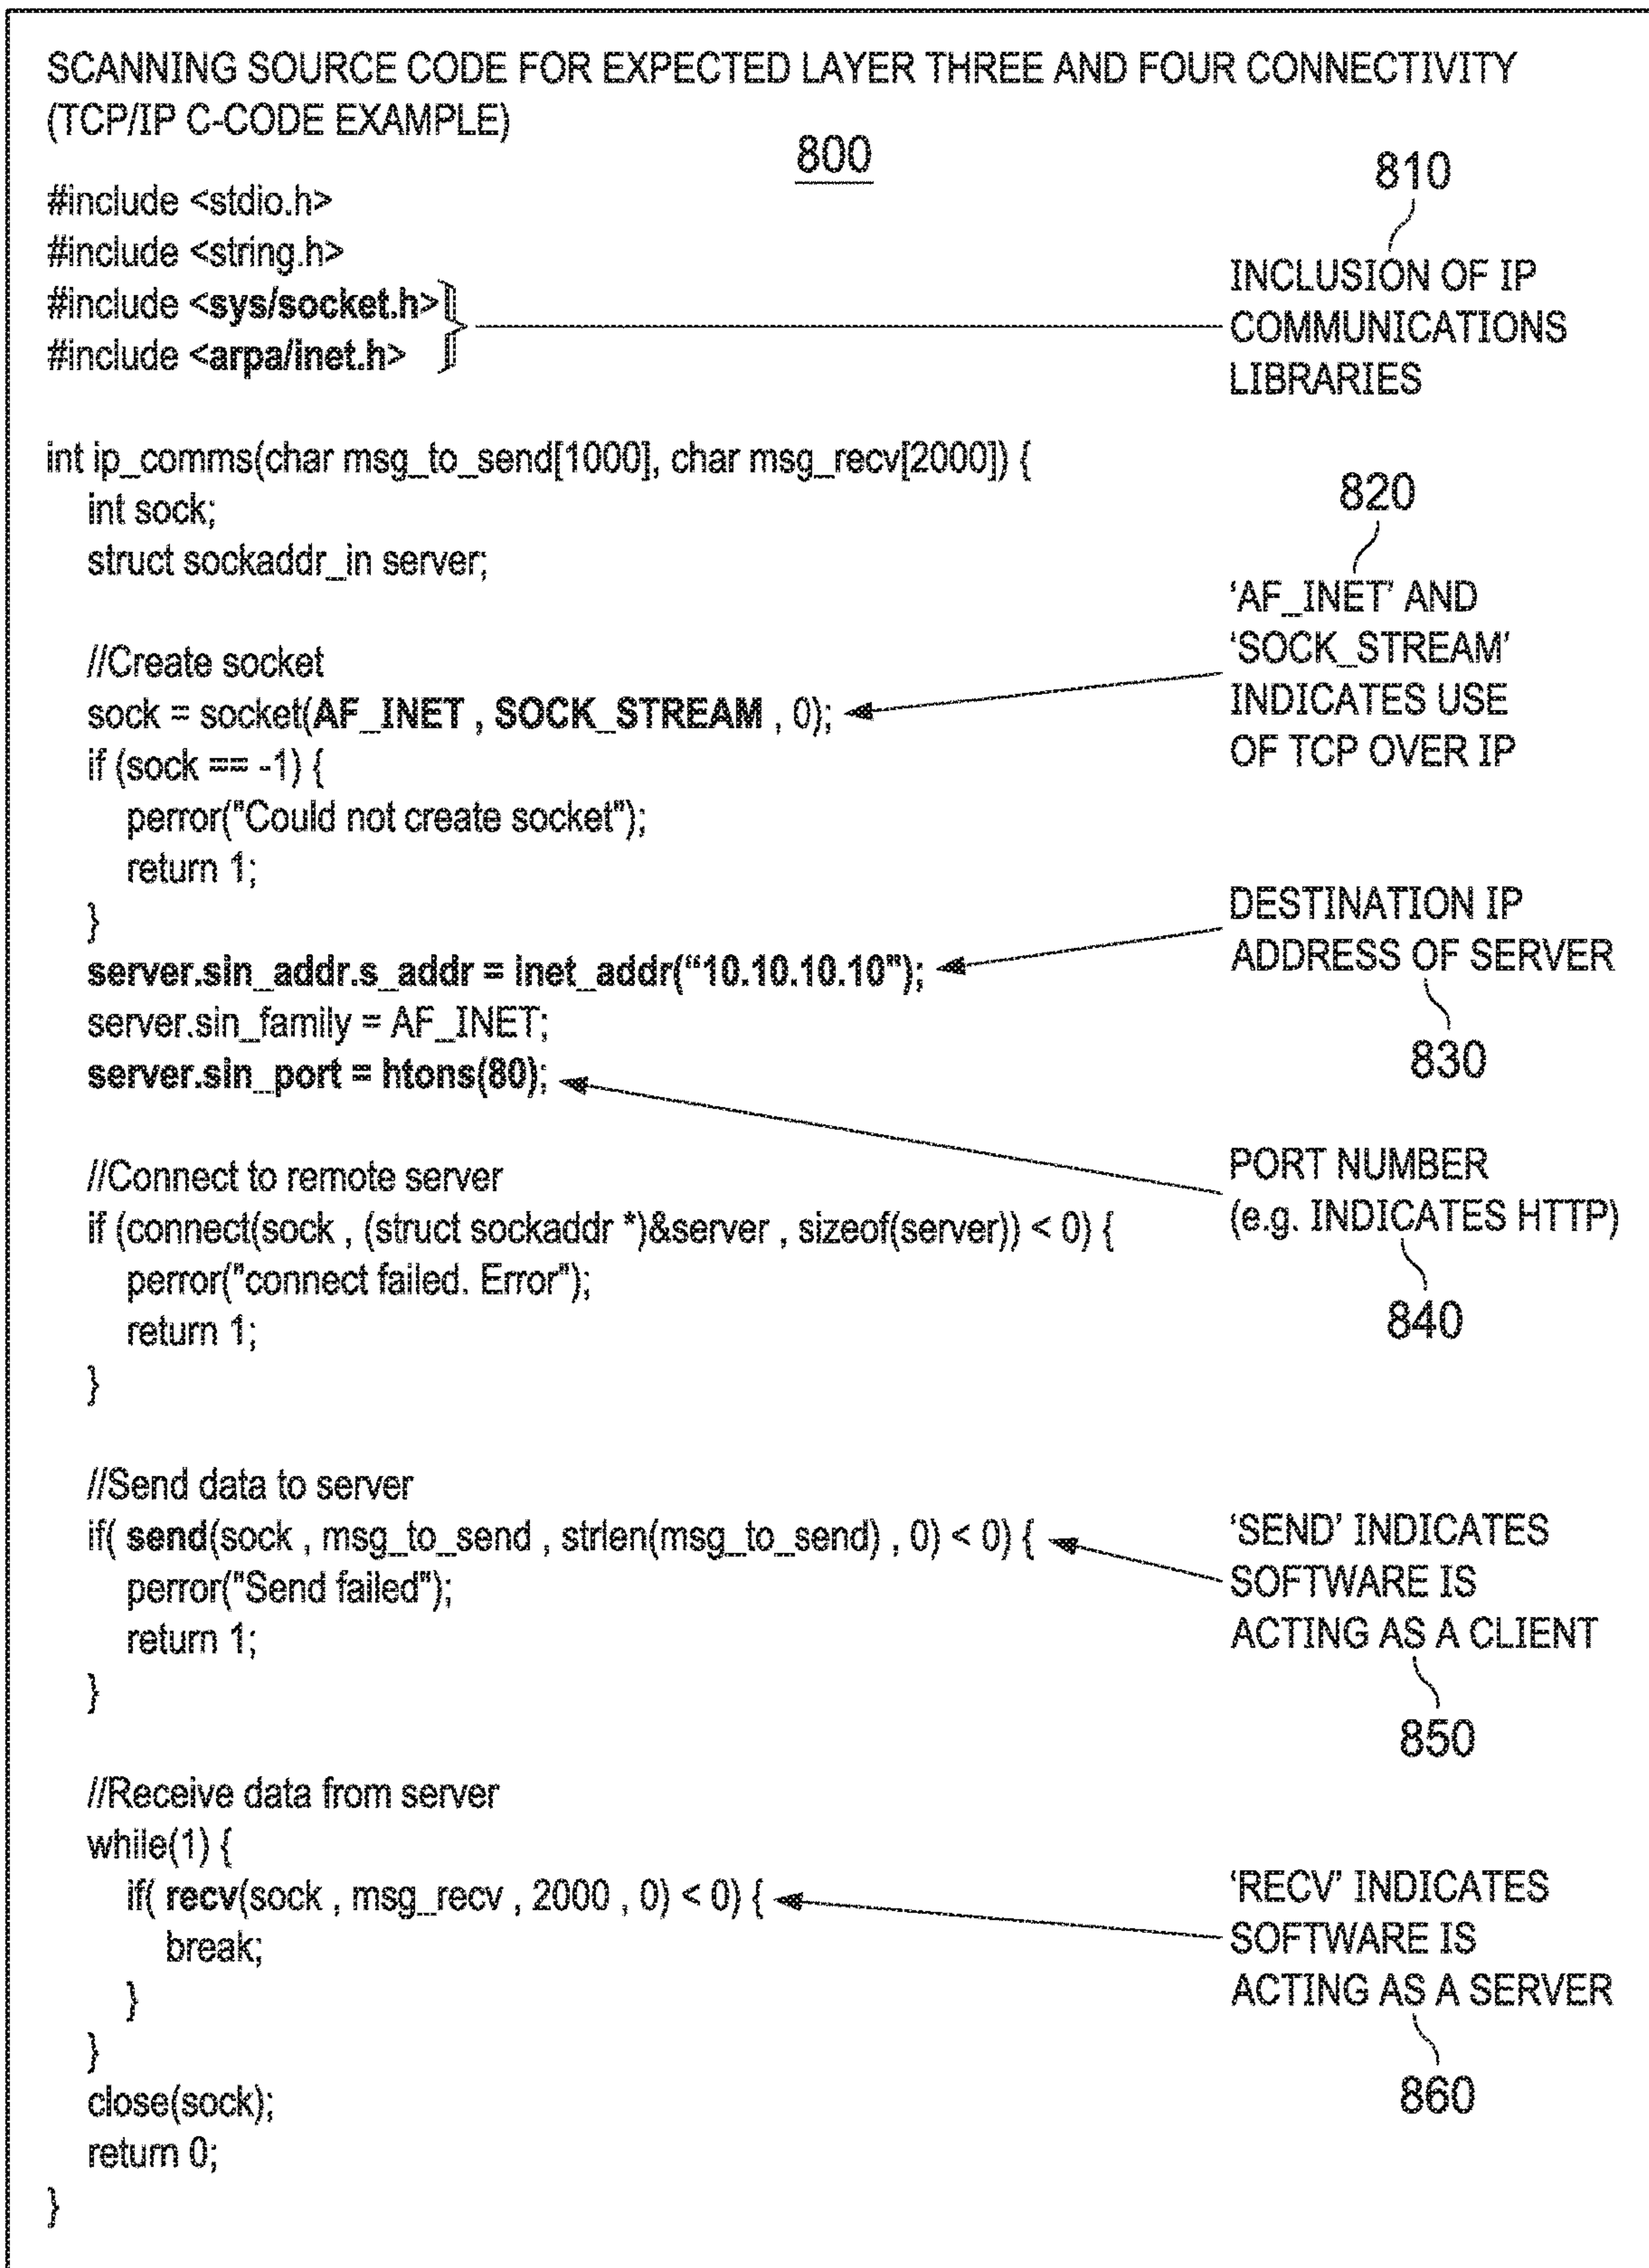 SCANNING SOURCE CODE FOR EXPECTED LAYER THREE AND FOUR CONNECTIVITY
(TCP/IP C-CODE EXAMPLE)
800
#include <stdio.h>
#include <string.h>
#include <sys/socket.h>
#include <arpa/inet.h>
810
INCLUSION OF IP
COMMUNICATIONS
LIBRARIES
int ip_comms(char msg_to_send[1000], char msg_recv[2000]) {
int sock;
struct sockaddr_in server;
820
'AF_INET' AND
'SOCK_STREAM'
INDICATES USE
OF TCP OVER IP
//Create socket
sock = socket(AF_INET , SOCK_STREAM , 0);
if (sock == -1) {
perror("Could not create socket");
return 1;
}
DESTINATION IP
ADDRESS OF SERVER
830
server.sin_addr.s_addr = inet_addr("10.10.10.10");
server.sin_family = AF_INET;
server.sin_port = htons(80);
PORT NUMBER
(e.g. INDICATES HTTP)
840
//Connect to remote server
if (connect(sock , (struct sockaddr *)&server , sizeof(server)) < 0) {
perror("connect failed. Error");
return 1;
}
//Send data to server
if( send(sock , msg_to_send , strlen(msg_to_send) , 0) < 0) {
perror("Send failed");
return 1;
}
'SEND' INDICATES
SOFTWARE IS
ACTING AS A CLIENT
850
//Receive data from server
while(1) {
if( recv(sock , msg_recv , 2000 , 0) < 0) {
break;
}
}
close(sock);
return 0;
}
'RECV' INDICATES
SOFTWARE IS
ACTING AS A SERVER
860